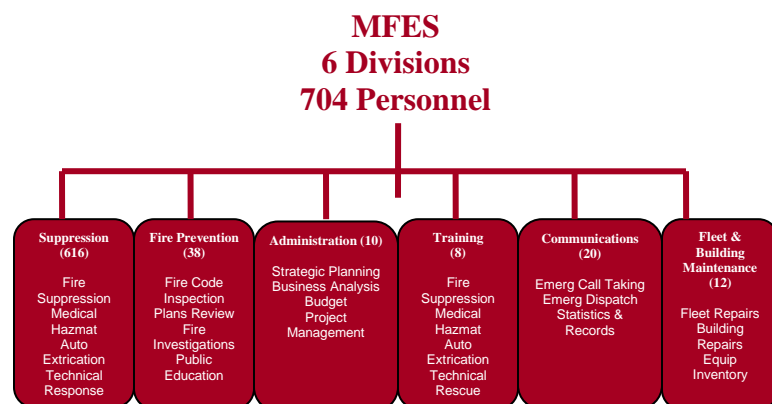 MFES
6 Divisions
704 Personnel
Suppression
(616)
Fire
Suppression
Medical
Hazmat
Auto
Extrication
Technical
Response
Fire Prevention
(38)
Fire Code
Inspection
Plans Review
Fire
Investigations
Public
Education
Administration (10)
Strategic Planning
Business Analysis
Budget
Project
Management
Training
(8)
Fire
Suppression
Medical
Hazmat
Auto
Extrication
Technical
Rescue
Communications
(20)
Emerg Call Taking
Emerg Dispatch
Statistics &
Records
Fleet &
Building
Maintenance
(12)
Fleet Repairs
Building
Repairs
Equip
Inventory